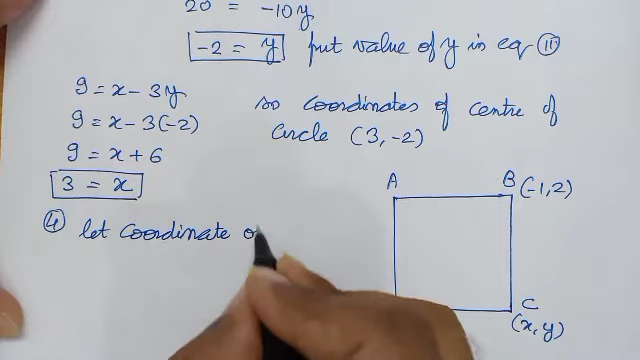 20 = -10y
-2 = y put value of y in eq (II)
9 = x - 3y
9 = x - 3(-2)
9 = x + 6
3 = x
so coordinates of centre of
circle (3, -2)
A
B (-1,2)
C
(x, y)
(4) let coordinate o